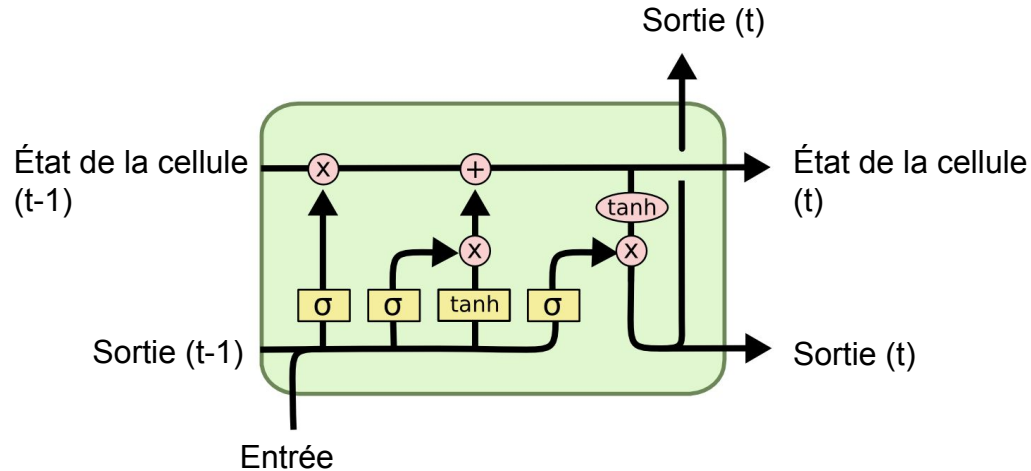 Sortie (t)
État de la cellule
(t-1)
x
+
État de la cellule
(t)
tanh
x
x
σ
σ
tanh
σ
Sortie (t-1)
Sortie (t)
Entrée